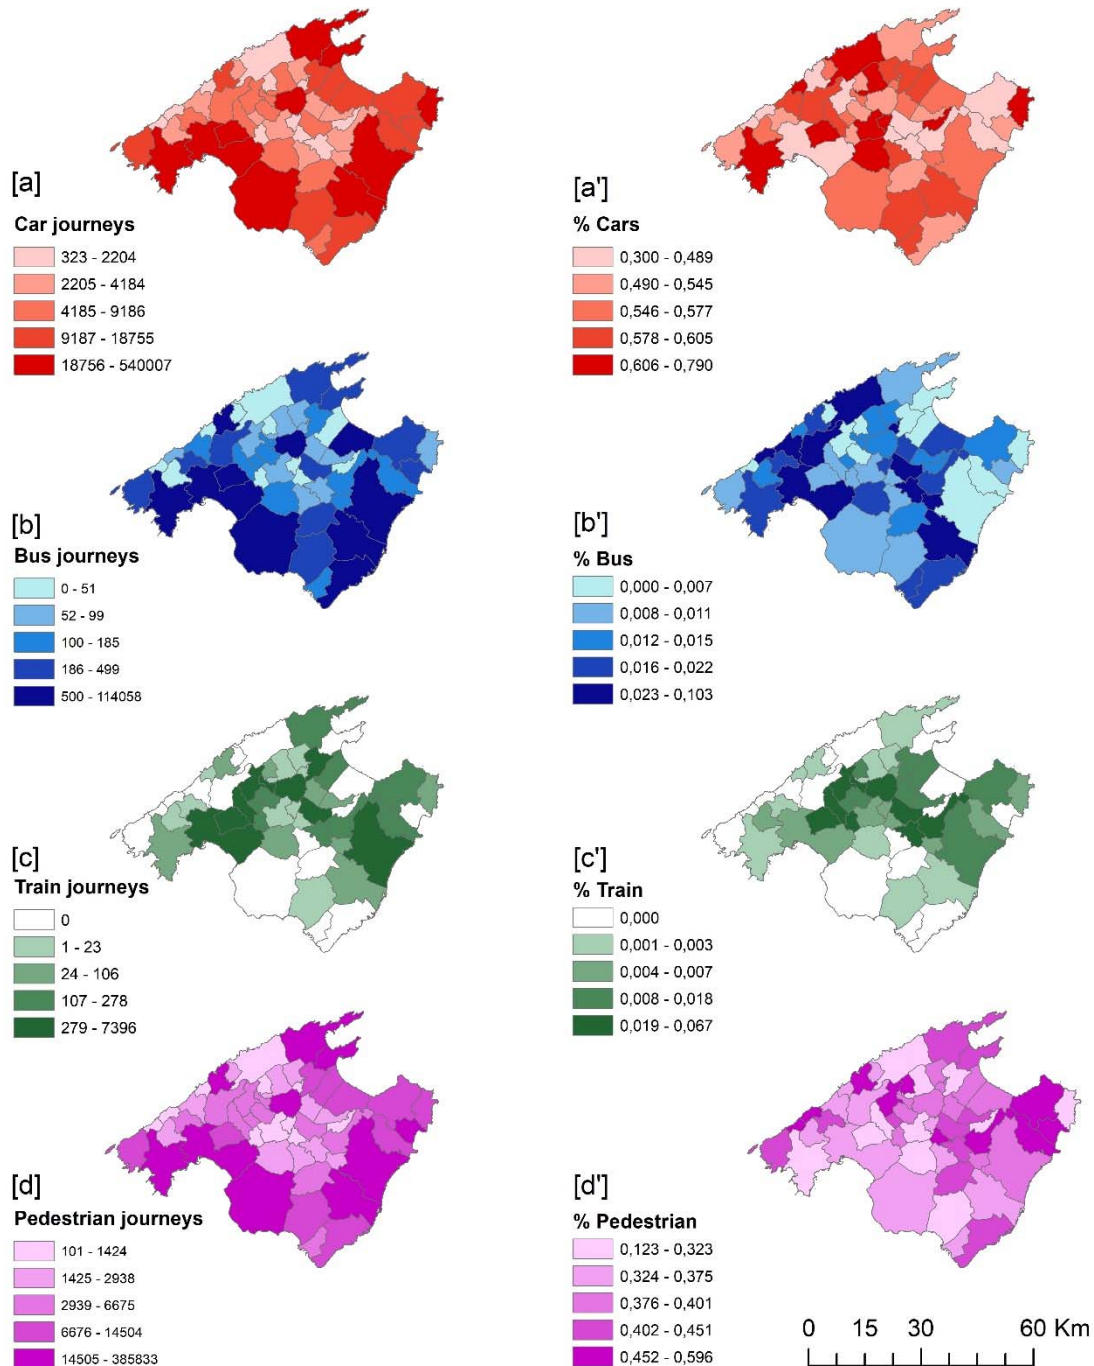 [a]
Car journeys
323 - 2204
2205 - 4184
4185 - 9186
9187 - 18755
18756 - 540007
[a']
% Cars
0,300 - 0,489
0,490 - 0,545
0,546 - 0,577
0,578 - 0,605
0,606 - 0,790
[b]
Bus journeys
0 - 51
52 - 99
100 - 185
186 - 499
500 - 114058
[b']
% Bus
0,000 - 0,007
0,008 - 0,011
0,012 - 0,015
0,016 - 0,022
0,023 - 0,103
[c]
Train journeys
0
1 - 23
24 - 106
107 - 278
279 - 7396
[c']
% Train
0,000
0,001 - 0,003
0,004 - 0,007
0,008 - 0,018
0,019 - 0,067
[d]
Pedestrian journeys
101 - 1424
1425 - 2938
2939 - 6675
6676 - 14504
14505 - 385833
[d']
% Pedestrian
0,123 - 0,323
0,324 - 0,375
0,376 - 0,401
0,402 - 0,451
0,452 - 0,596
0 15 30 60 Km